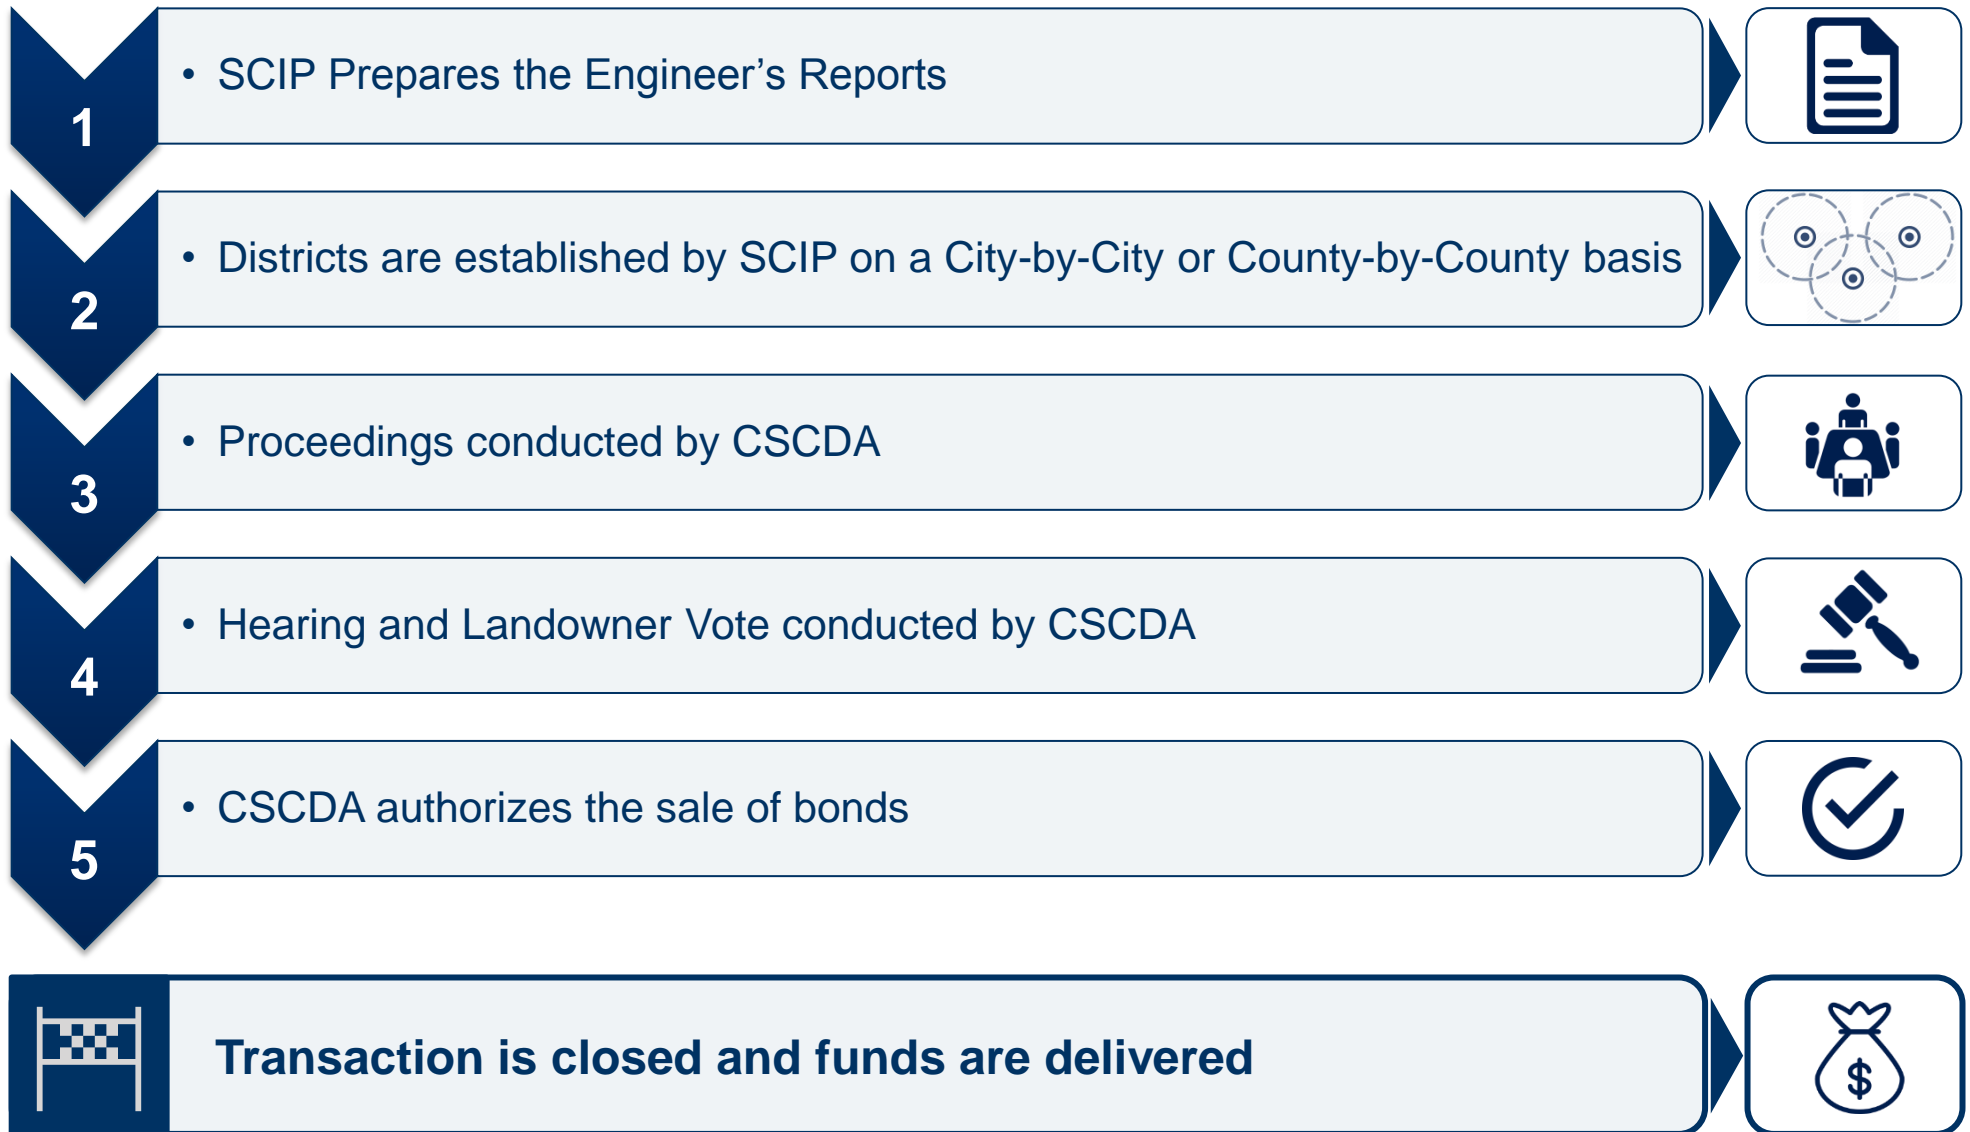 1
• SCIP Prepares the Engineer’s Reports
2
• Districts are established by SCIP on a City-by-City or County-by-County basis
3
• Proceedings conducted by CSCDA
4
• Hearing and Landowner Vote conducted by CSCDA
5
• CSCDA authorizes the sale of bonds
Transaction is closed and funds are delivered
$